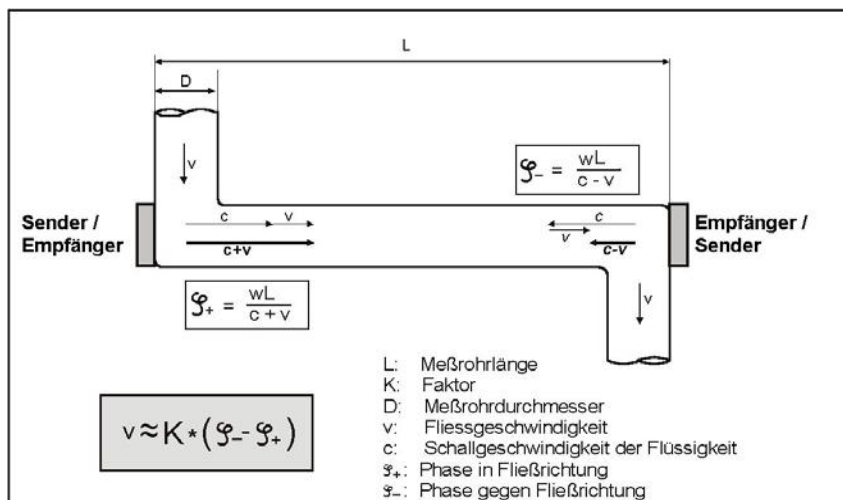 L
D
v
𝜑₋ = wL / c - v
Sender / Empfänger
c v
c+v
c
v
c-v
Empfänger / Sender
𝜑₊ = wL / c + v
v
v ≈ K * (𝜑₋ - 𝜑₊)
L: Meßrohrlänge
K: Faktor
D: Meßrohrdurchmesser
v: Fliessgeschwindigkeit
c: Schallgeschwindigkeit der Flüssigkeit
𝜑₊: Phase in Fließrichtung
𝜑₋: Phase gegen Fließrichtung